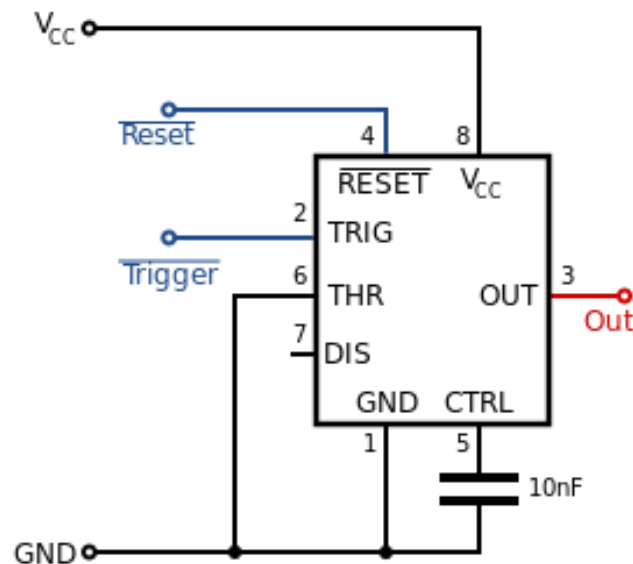 VCC
Reset
4
8
RESET
VCC
2
TRIG
Trigger
6
THR
OUT
3
Out
7
DIS
GND
CTRL
1
5
10nF
GND